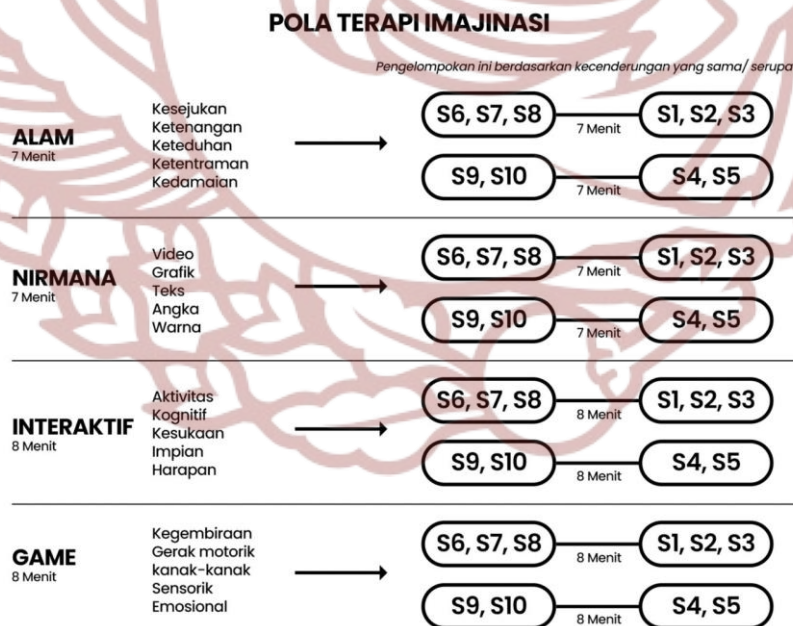 POLA TERAPI IMAJINASI
Pengelompokan ini berdasarkan kecenderungan yang sama/ serupa
ALAM
7 Menit
Kesejukan
Ketenangan
Keteduhan
Ketentraman
Kedamaian
S6, S7, S8
7 Menit
S1, S2, S3
S9, S10
7 Menit
S4, S5
NIRMANA
7 Menit
Video
Grafik
Teks
Angka
Warna
S6, S7, S8
7 Menit
S1, S2, S3
S9, S10
7 Menit
S4, S5
INTERAKTIF
8 Menit
Aktivitas
Kognitif
Kesukaan
Impian
Harapan
S6, S7, S8
8 Menit
S1, S2, S3
S9, S10
8 Menit
S4, S5
GAME
8 Menit
Kegembiraan
Gerak motorik
kanak-kanak
Sensorik
Emosional
S6, S7, S8
8 Menit
S1, S2, S3
S9, S10
8 Menit
S4, S5